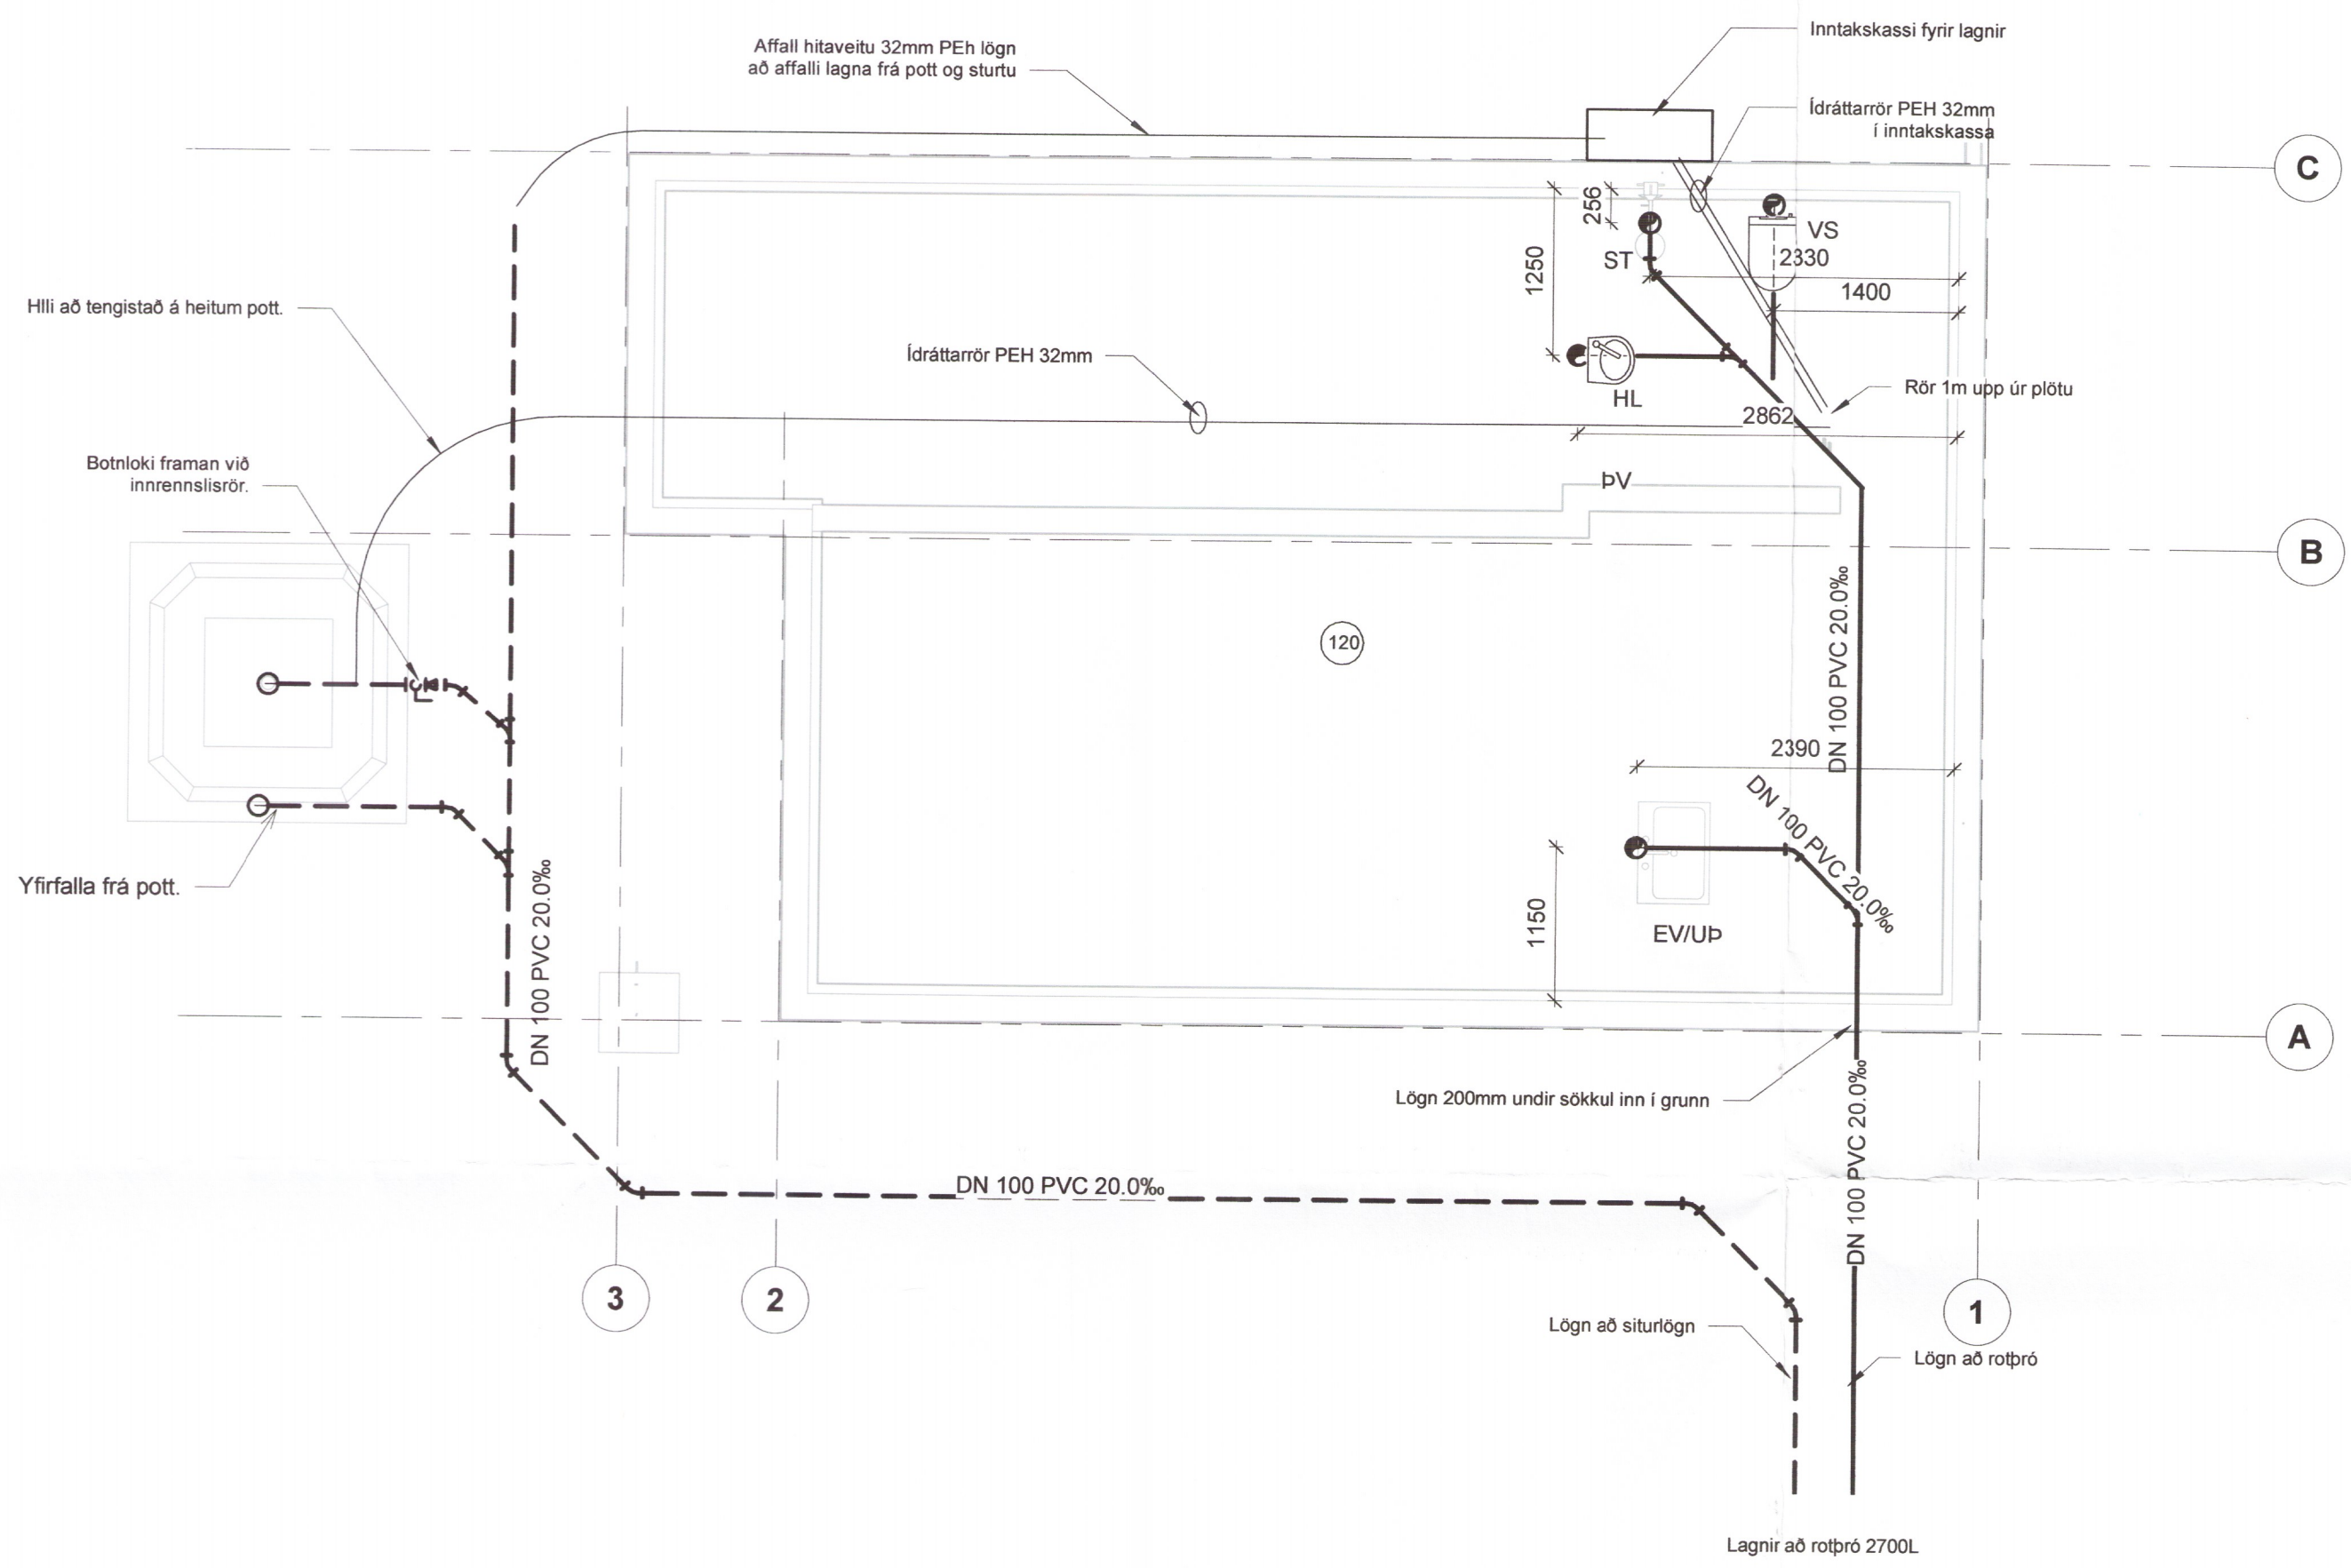 Inntakskassi fyrir lagnir
Affall hitaveitu 32mm PEh lögn
að affalli lagna frá pott og sturtu
Ídráttarrör PEH 32mm
í inntakskassa
C
256
VS
1250
ST
2330
1400
Hlli að tengistað á heitum pott.
Ídráttarrör PEH 32mm
HL
Rör 1m upp úr plötu
2862
Botnloki framan við
innrennslisrör.
ÞV
B
120
DN 100 PVC 20.0‰
2390
DN 100 PVC 20.0‰
Yfirfalla frá pott.
DN 100 PVC 20.0‰
1150
EV/UÞ
A
Lögn 200mm undir sökkul inn í grunn
DN 100 PVC 20.0‰
DN 100 PVC 20.0‰
3
2
1
Lögn að siturlögn
Lögn að rotþró
Lagnir að rotþró 2700L